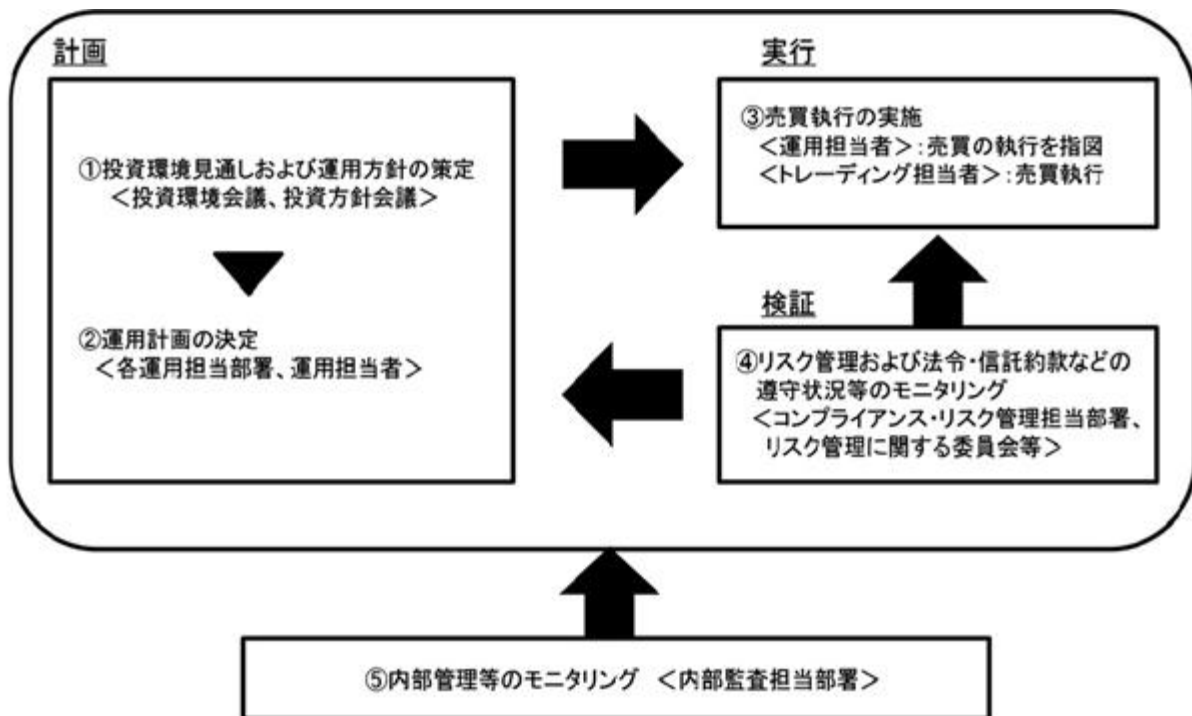 計画
①投資環境見通しおよび運用方針の策定
＜投資環境会議、投資方針会議＞
②運用計画の決定
＜各運用担当部署、運用担当者＞
実行
③売買執行の実施
＜運用担当者＞：売買の執行を指図
＜トレーディング担当者＞：売買執行
検証
④リスク管理および法令・信託約款などの
遵守状況等のモニタリング
＜コンプライアンス・リスク管理担当部署、
リスク管理に関する委員会等＞
⑤内部管理等のモニタリング ＜内部監査担当部署＞